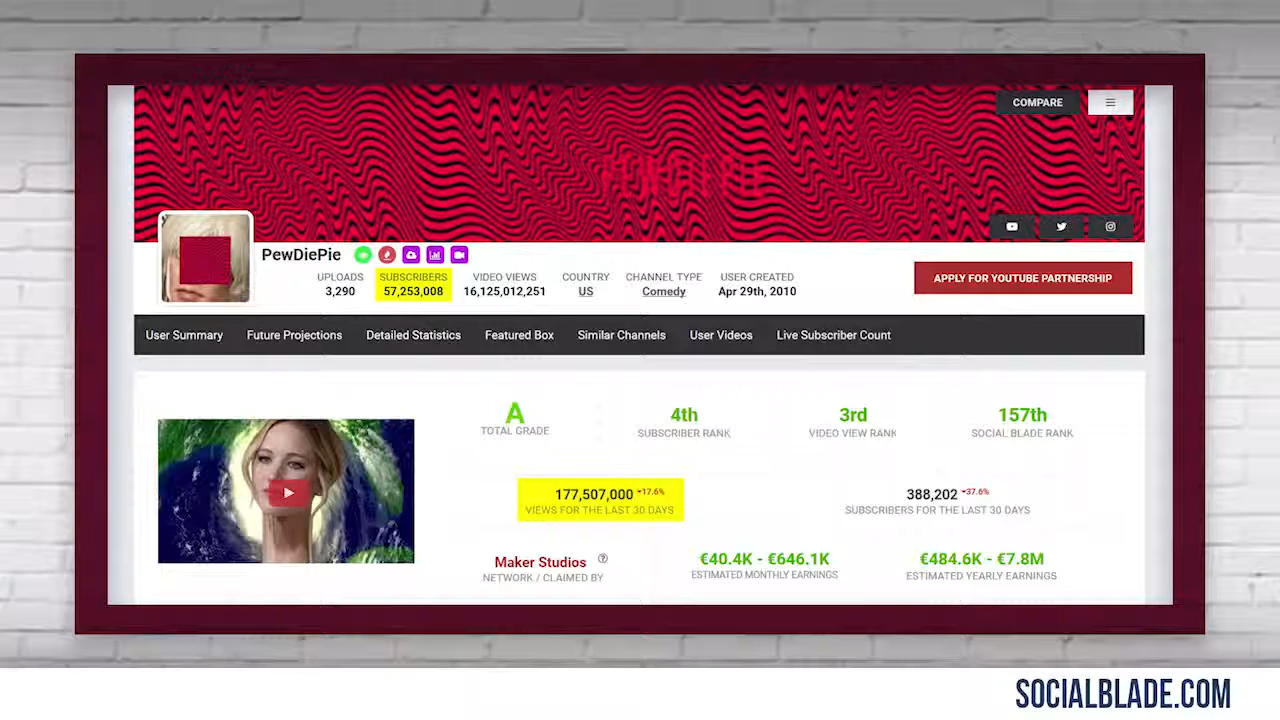 COMPARE
PEWDIEPIE
PewDiePie
UPLOADS SUBSCRIBERS VIDEO VIEWS COUNTRY CHANNEL TYPE USER CREATED
3,290 57,253,008 16,125,012,251 US Comedy Apr 29th, 2010
APPLY FOR YOUTUBE PARTNERSHIP
User Summary Future Projections Detailed Statistics Featured Box Similar Channels User Videos Live Subscriber Count
A 4th 3rd 157th
TOTAL GRADE SUBSCRIBER RANK VIDEO VIEW RANK SOCIAL BLADE RANK
177,507,000 -17.6% 388,202 -37.6%
VIEWS FOR THE LAST 30 DAYS SUBSCRIBERS FOR THE LAST 30 DAYS
Maker Studios €40.4K - €646.1K €484.6K - €7.8M
NETWORK / CLAIMED BY ESTIMATED MONTHLY EARNINGS ESTIMATED YEARLY EARNINGS
SOCIALBLADE.COM